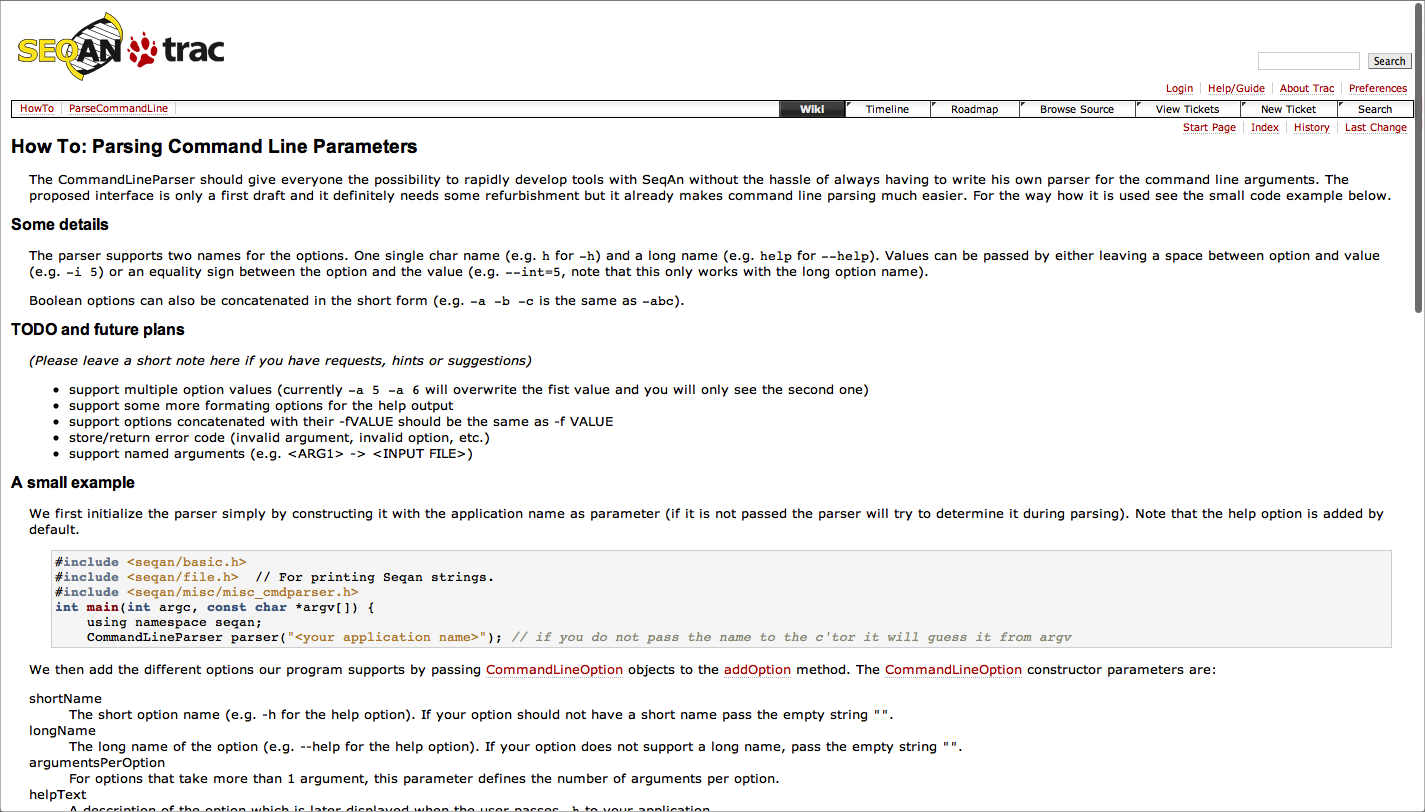 SEQAN trac
Search
Login Help/Guide About Trac Preferences
HowTo ParseCommandLine Wiki Timeline Roadmap Browse Source View Tickets New Ticket Search
Start Page Index History Last Change
How To: Parsing Command Line Parameters
The CommandLineParser should give everyone the possibility to rapidly develop tools with SeqAn without the hassle of always having to write his own parser for the command line arguments. The
proposed interface is only a first draft and it definitely needs some refurbishment but it already makes command line parsing much easier. For the way how it is used see the small code example below.
Some details
The parser supports two names for the options. One single char name (e.g. h for -h) and a long name (e.g. help for --help). Values can be passed by either leaving a space between option and value
(e.g. -i 5) or an equality sign between the option and the value (e.g. --int=5, note that this only works with the long option name).
Boolean options can also be concatenated in the short form (e.g. -a -b -c is the same as -abc).
TODO and future plans
(Please leave a short note here if you have requests, hints or suggestions)
• support multiple option values (currently -a 5 -a 6 will overwrite the fist value and you will only see the second one)
• support some more formating options for the help output
• support options concatenated with their -fVALUE should be the same as -f VALUE
• store/return error code (invalid argument, invalid option, etc.)
• support named arguments (e.g. <ARG1> -> <INPUT FILE>)
A small example
We first initialize the parser simply by constructing it with the application name as parameter (if it is not passed the parser will try to determine it during parsing). Note that the help option is added by
default.
#include <seqan/basic.h>
#include <seqan/file.h>  // For printing Seqan strings.
#include <seqan/misc/misc_cmdparser.h>
int main(int argc, const char *argv[]) {
    using namespace seqan;
    CommandLineParser parser("<your application name>"); // if you do not pass the name to the c'tor it will guess it from argv
We then add the different options our program supports by passing CommandLineOption objects to the addOption method. The CommandLineOption constructor parameters are:
shortName
The short option name (e.g. -h for the help option). If your option should not have a short name pass the empty string "".
longName
The long name of the option (e.g. --help for the help option). If your option does not support a long name, pass the empty string "".
argumentsPerOption
For options that take more than 1 argument, this parameter defines the number of arguments per option.
helpText
A description of the option which is later displayed when the user passes -h to your application